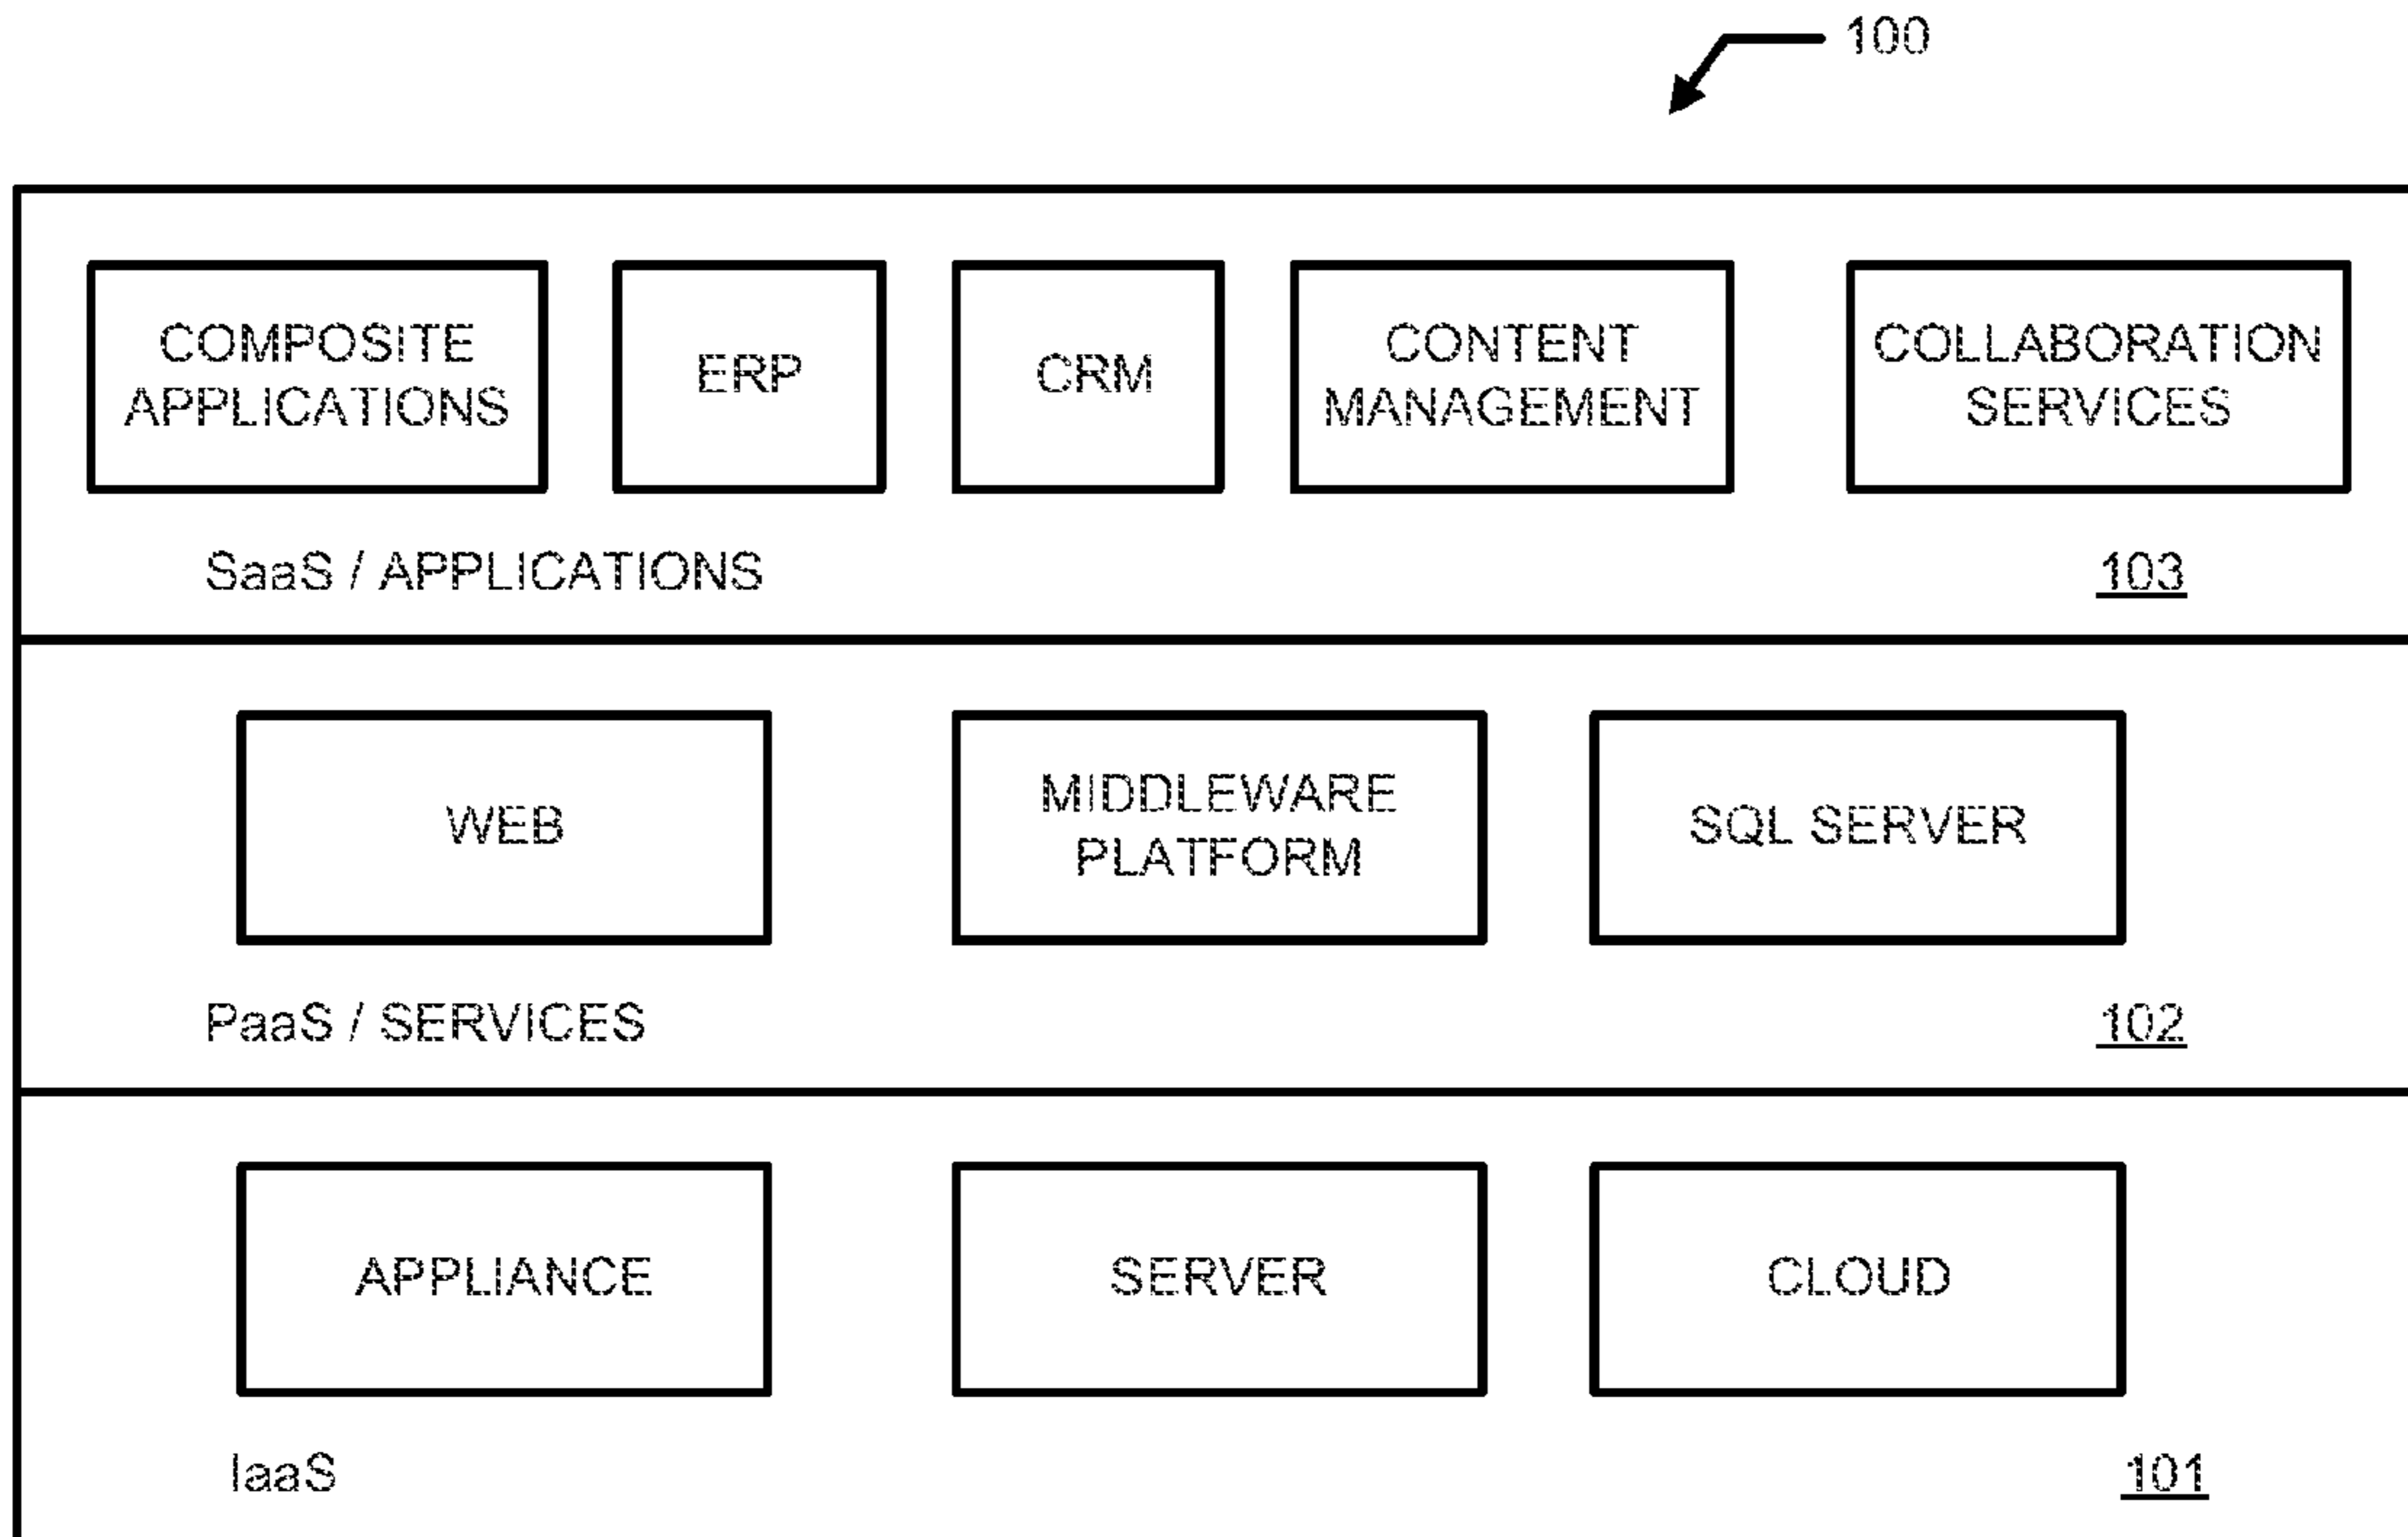 100
COMPOSITE
APPLICATIONS
ERP
CRM
CONTENT
MANAGEMENT
COLLABORATION
SERVICES
SaaS / APPLICATIONS
103
WEB
MIDDLEWARE
PLATFORM
SQL SERVER
PaaS / SERVICES
102
APPLIANCE
SERVER
CLOUD
IaaS
101